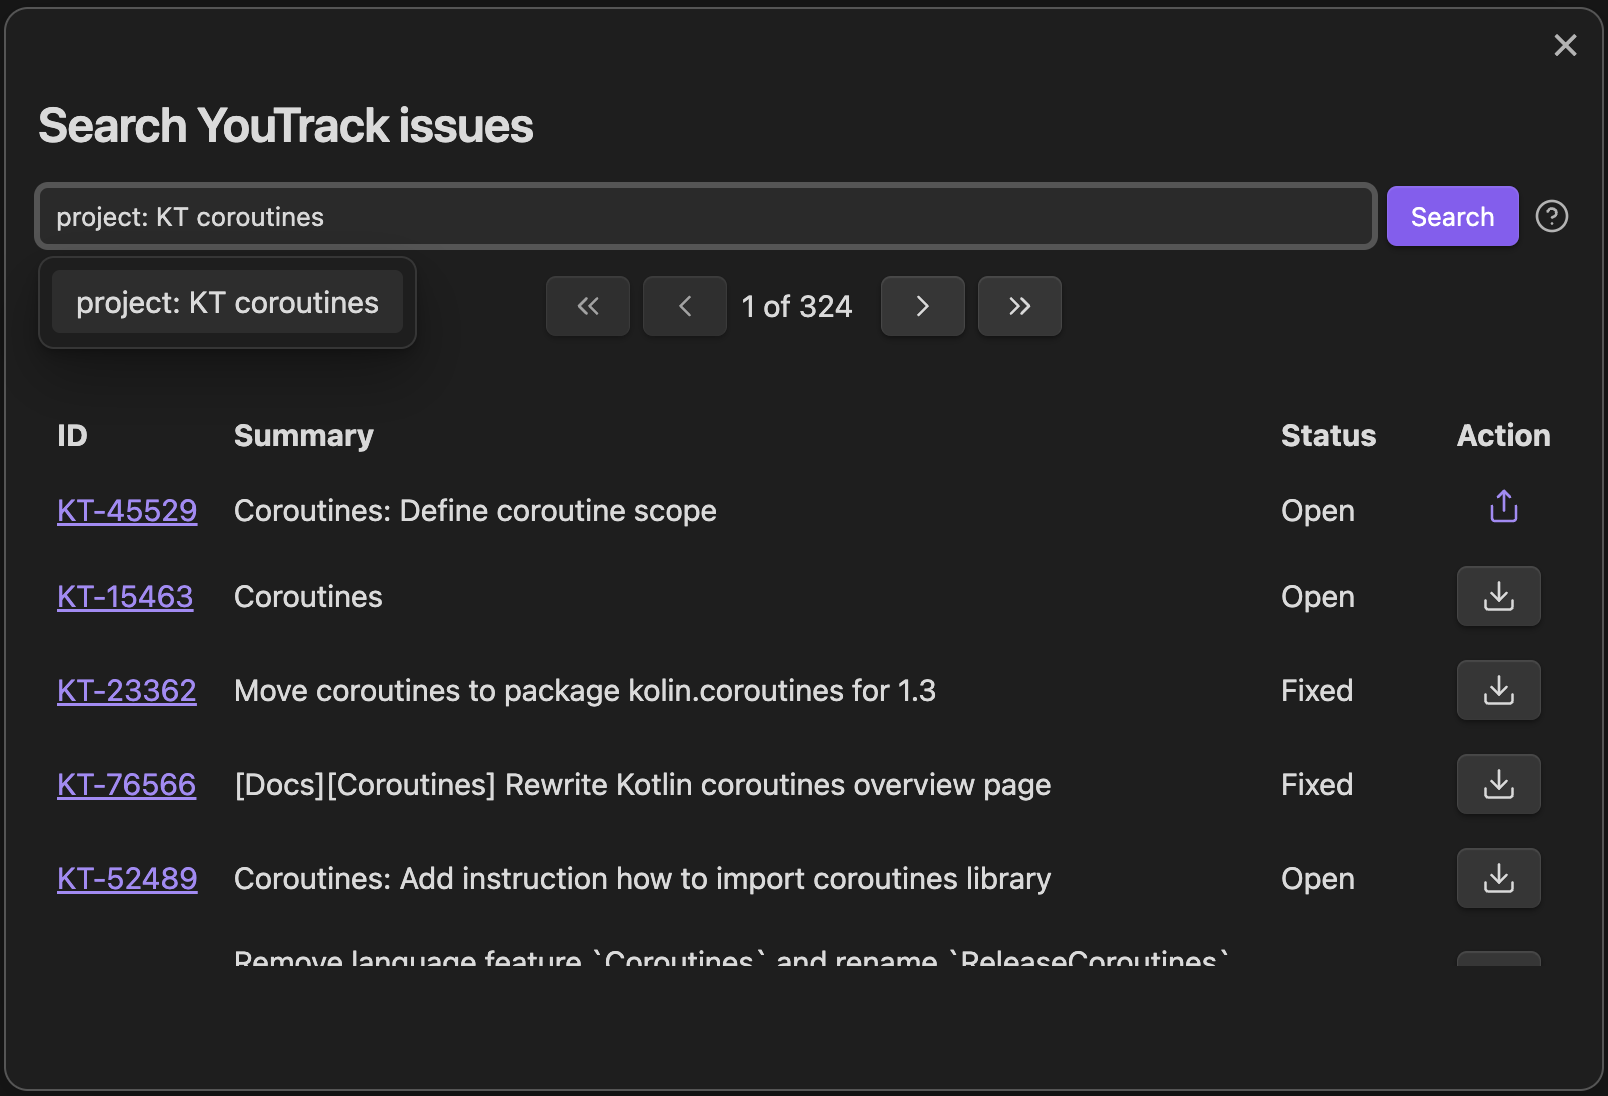 Search YouTrack issues
project: KT coroutines
Search
project: KT coroutines
1 of 324
ID Summary Status Action
KT-45529 Coroutines: Define coroutine scope Open
KT-15463 Coroutines Open
KT-23362 Move coroutines to package kolin.coroutines for 1.3 Fixed
KT-76566 [Docs][Coroutines] Rewrite Kotlin coroutines overview page Fixed
KT-52489 Coroutines: Add instruction how to import coroutines library Open
Remove language feature `Coroutines` and rename `ReleaseCoroutines`